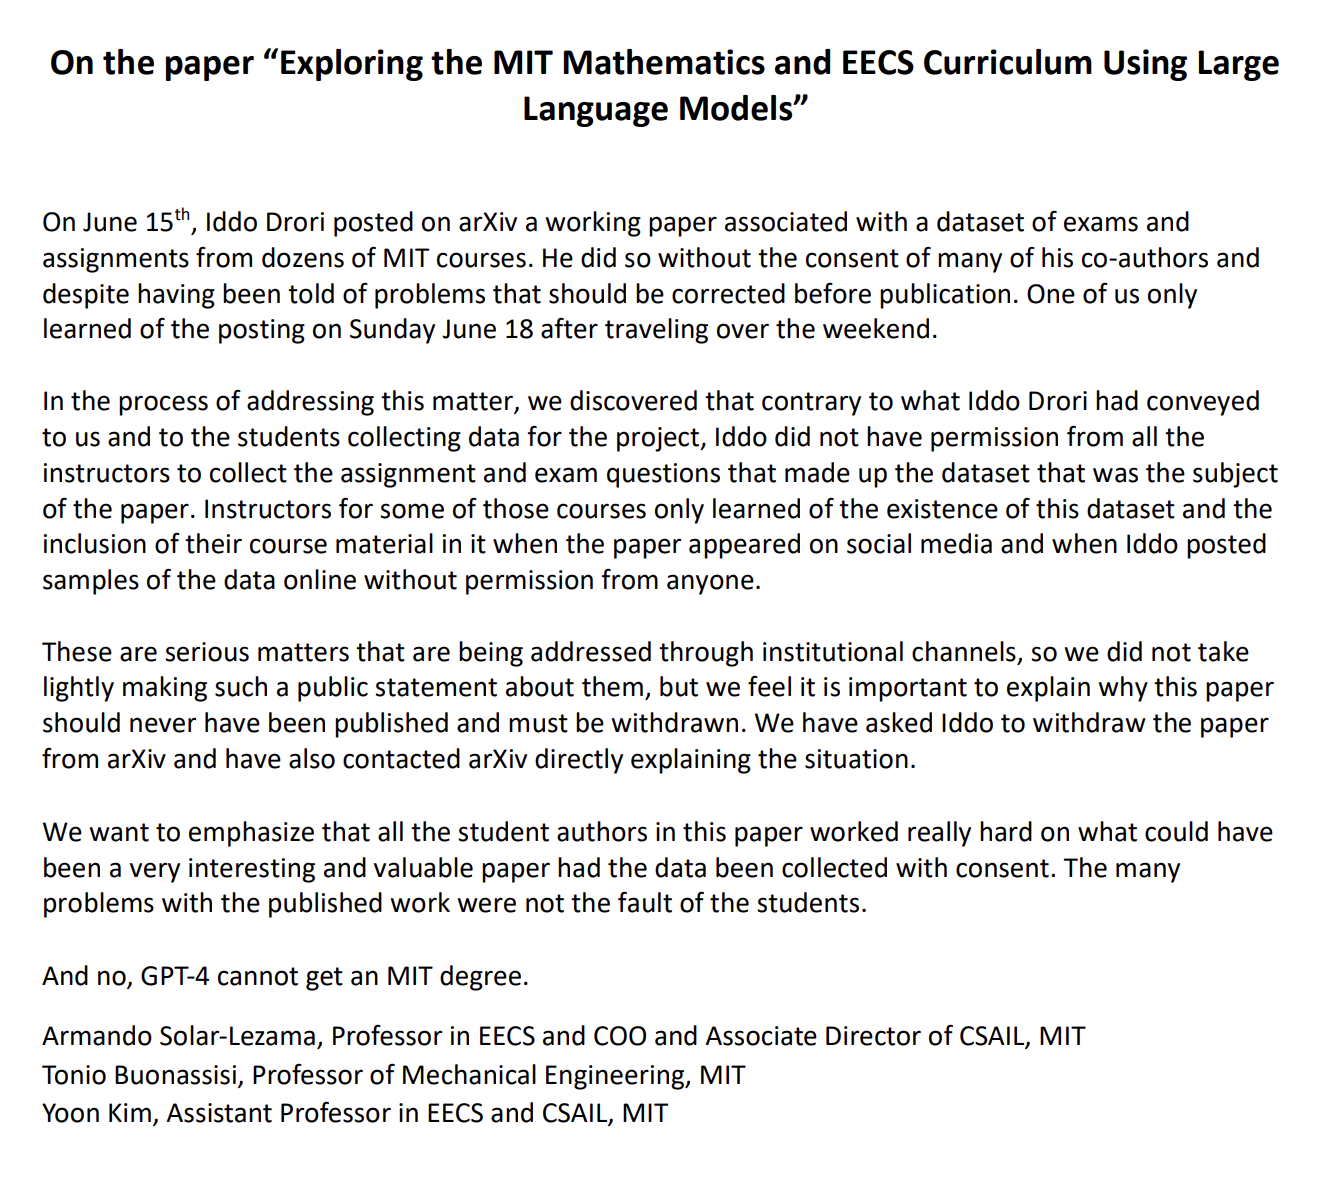 On the paper “Exploring the MIT Mathematics and EECS Curriculum Using Large
Language Models”
On June 15th, Iddo Drori posted on arXiv a working paper associated with a dataset of exams and
assignments from dozens of MIT courses. He did so without the consent of many of his co-authors and
despite having been told of problems that should be corrected before publication. One of us only
learned of the posting on Sunday June 18 after traveling over the weekend.
In the process of addressing this matter, we discovered that contrary to what Iddo Drori had conveyed
to us and to the students collecting data for the project, Iddo did not have permission from all the
instructors to collect the assignment and exam questions that made up the dataset that was the subject
of the paper. Instructors for some of those courses only learned of the existence of this dataset and the
inclusion of their course material in it when the paper appeared on social media and when Iddo posted
samples of the data online without permission from anyone.
These are serious matters that are being addressed through institutional channels, so we did not take
lightly making such a public statement about them, but we feel it is important to explain why this paper
should never have been published and must be withdrawn. We have asked Iddo to withdraw the paper
from arXiv and have also contacted arXiv directly explaining the situation.
We want to emphasize that all the student authors in this paper worked really hard on what could have
been a very interesting and valuable paper had the data been collected with consent. The many
problems with the published work were not the fault of the students.
And no, GPT-4 cannot get an MIT degree.
Armando Solar-Lezama, Professor in EECS and COO and Associate Director of CSAIL, MIT
Tonio Buonassisi, Professor of Mechanical Engineering, MIT
Yoon Kim, Assistant Professor in EECS and CSAIL, MIT